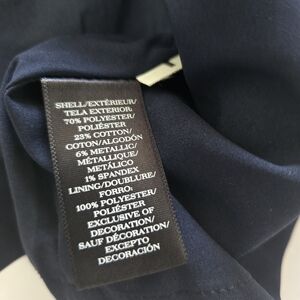 SHELL/EXTÉRIEUR/
TELA EXTERIOR:
70% POLYESTER/
POLIÉSTER
23% COTTON/
COTON/ALGODÓN
6% METALLIC/
MÉTALLIQUE/
METÁLICO
1% SPANDEX
LINING/DOUBLURE/
FORRO:
100% POLYESTER/
POLIÉSTER
EXCLUSIVE OF
DECORATION/
SAUF DÉCORATION/
EXCEPTO
DECORACIÓN